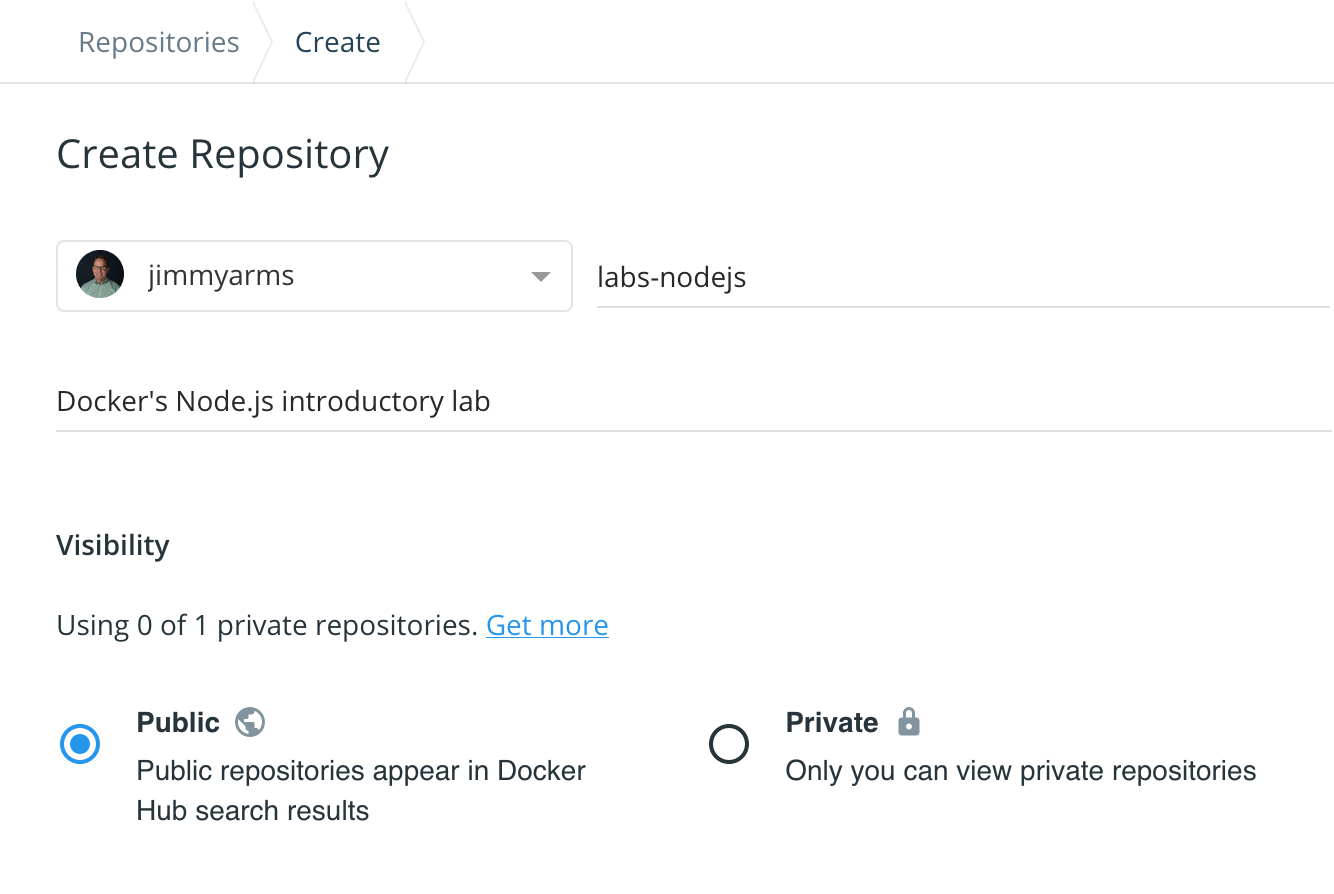 Repositories Create
Create Repository
jimmyarms labs-nodejs
Docker's Node.js introductory lab
Visibility
Using 0 of 1 private repositories. Get more
Public Private
Public repositories appear in Docker Only you can view private repositories
Hub search results